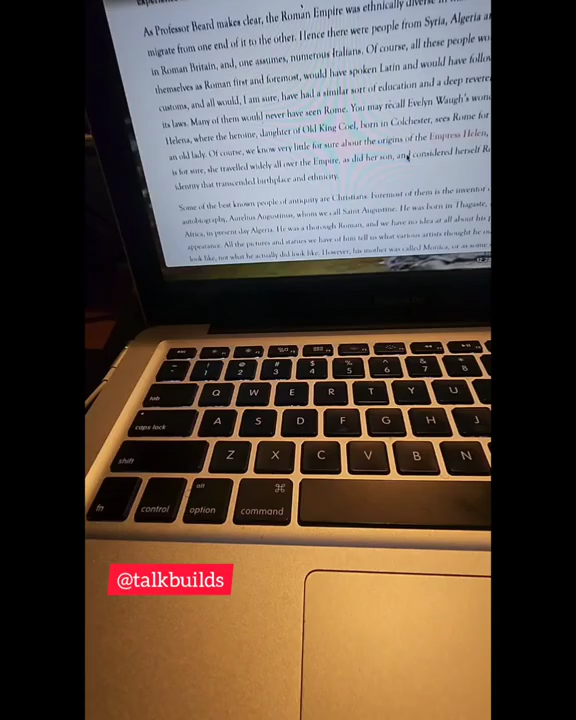 As Professor Beard makes clear, the Roman Empire was ethnically diverse
migrate from one end of it to the other. Hence there were people from Syria, Algeria
in Roman Britain, and, one assumes, numerous Italians. Of course, all these people
themselves as Roman first and foremost, would have spoken Latin and would have
customs, and all would, I am sure, have had a similar sort of education and a deep
its laws. Many of them would never have seen Rome. You may recall Evelyn Waugh's
Helena, where the heroine, daughter of Old King Coel, born in Colchester, sees Rome for
an old lady. Of course, we know very little for sure about the origins of the Empress Helen,
is for sure, she travelled widely all over the Empire, as did her son, and considered herself
identity that transcended birthplace and ethnicity.
Some of the best known people of antiquity are Christians. Foremost of them is the inventor
autobiography, Aurelius Augustinus, whom we call Saint Augustine. He was born in Thagaste,
Africa, its present day Algeria. He was a thorough Roman, and we have no idea at all about his
appearance. All the pictures and statues we have of him tell us what various artists thought he
look like, not what he actually did look like. However, his mother was called Monica, or as some
! @ # $ % ^ & *
1 2 3 4 5 6 7 8
tab Q W E R T Y U
caps lock A S D F G H J
shift Z X C V B N
fn control alt option ⌘ command
@talkbuilds